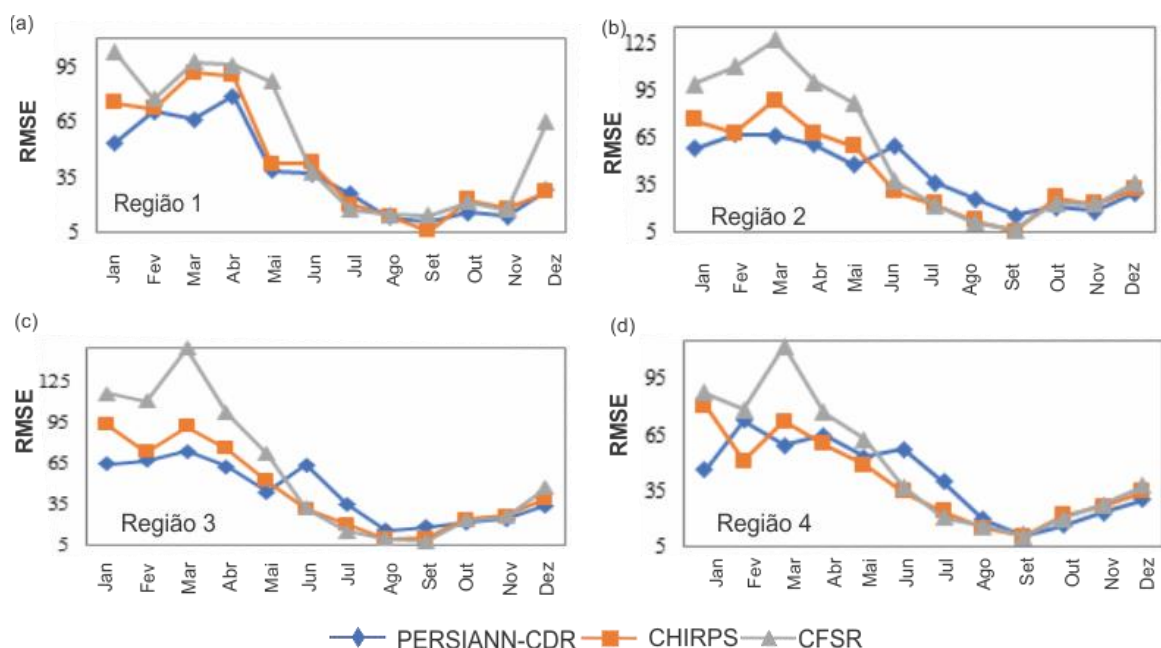 (a)
RMSE
95
65
35
5
Região 1
Jan Fev Mar Abr Mai Jun Jul Ago Set Out Nov Dez
(b)
RMSE
125
95
65
35
5
Região 2
Jan Fev Mar Abr Mai Jun Jul Ago Set Out Nov Dez
(c)
RMSE
125
95
65
35
5
Região 3
Jan Fev Mar Abr Mai Jun Jul Ago Set Out Nov Dez
(d)
RMSE
95
65
35
5
Região 4
Jan Fev Mar Abr Mai Jun Jul Ago Set Out Nov Dez
PERSIANN-CDR CHIRPS CFSR